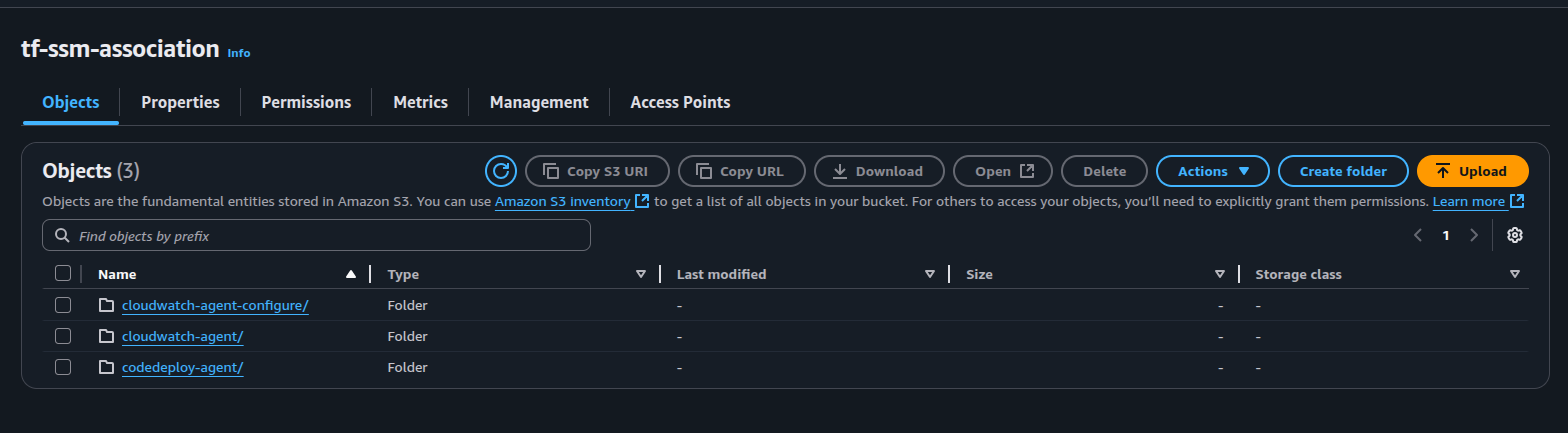 tf-ssm-association Info
Objects Properties Permissions Metrics Management Access Points
Objects (3) Copy S3 URI Copy URL Download Open Delete Actions Create folder Upload
Objects are the fundamental entities stored in Amazon S3. You can use Amazon S3 inventory to get a list of all objects in your bucket. For others to access your objects, you'll need to explicitly grant them permissions. Learn more
Find objects by prefix 1
Name Type Last modified Size Storage class
cloudwatch-agent-configure/ Folder - - -
cloudwatch-agent/ Folder - - -
codedeploy-agent/ Folder - - -